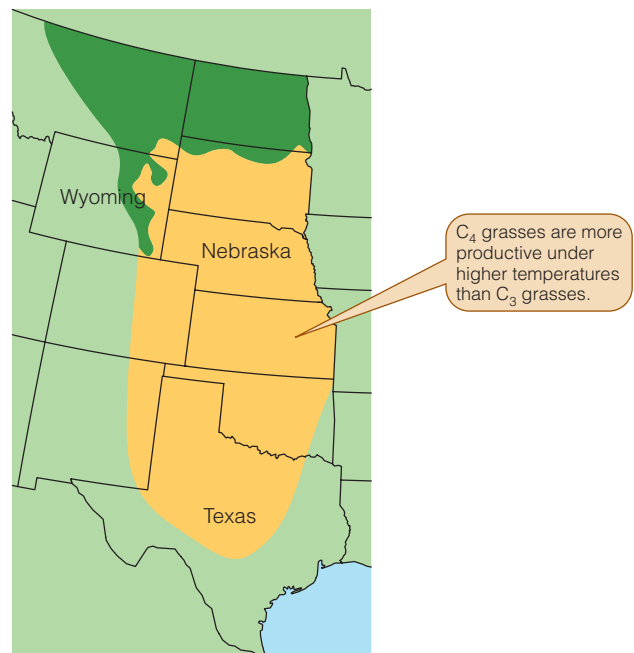 Wyoming
Nebraska
C₄ grasses are more
productive under
higher temperatures
than C₃ grasses.
Texas